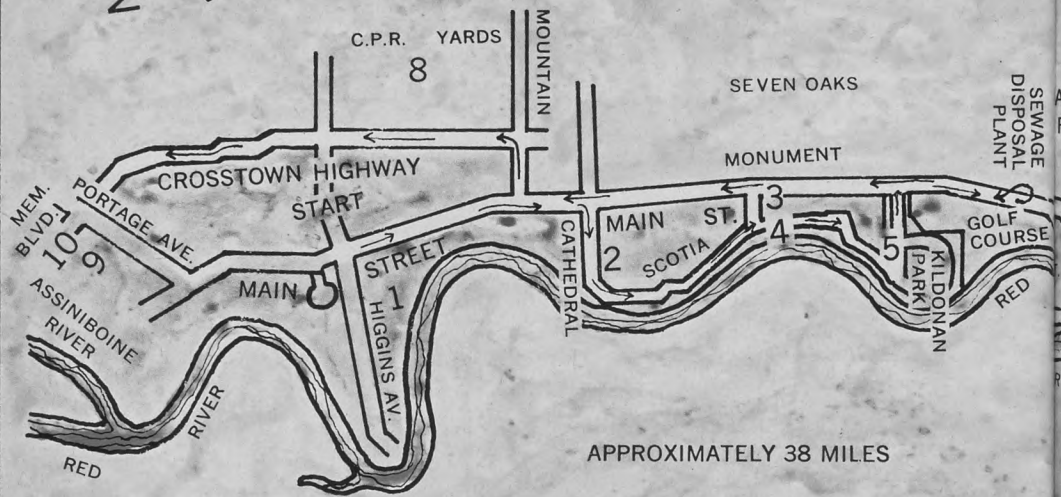 C.P.R. YARDS
8
MOUNTAIN
SEVEN OAKS
SEWAGE
DISPOSAL
PLANT
MONUMENT
CROSSTOWN HIGHWAY
START
PORTAGE AVE.
MEM.
BLVD.
10
9
MAIN
STREET
1
HIGGINS AV.
CATHEDRAL
MAIN ST.
2
SCOTIA
3
4
5
KILDONAN
PARK
GOLF
COURSE
RED
ASSINIBOINE
RIVER
RED
RIVER
APPROXIMATELY 38 MILES